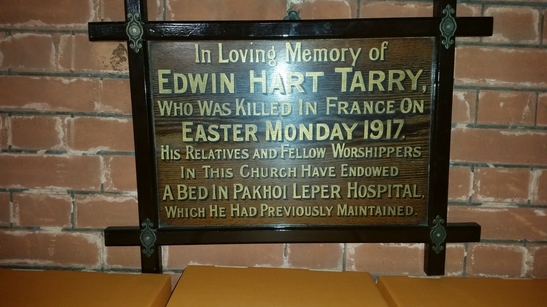 In Loving Memory of
EDWIN HART TARRY,
WHO WAS KILLED IN FRANCE ON
EASTER MONDAY 1917.
HIS RELATIVES AND FELLOW WORSHIPPERS
IN THIS CHURCH HAVE ENDOWED
A BED IN PAKHOI LEPER HOSPITAL,
WHICH HE HAD PREVIOUSLY MAINTAINED.